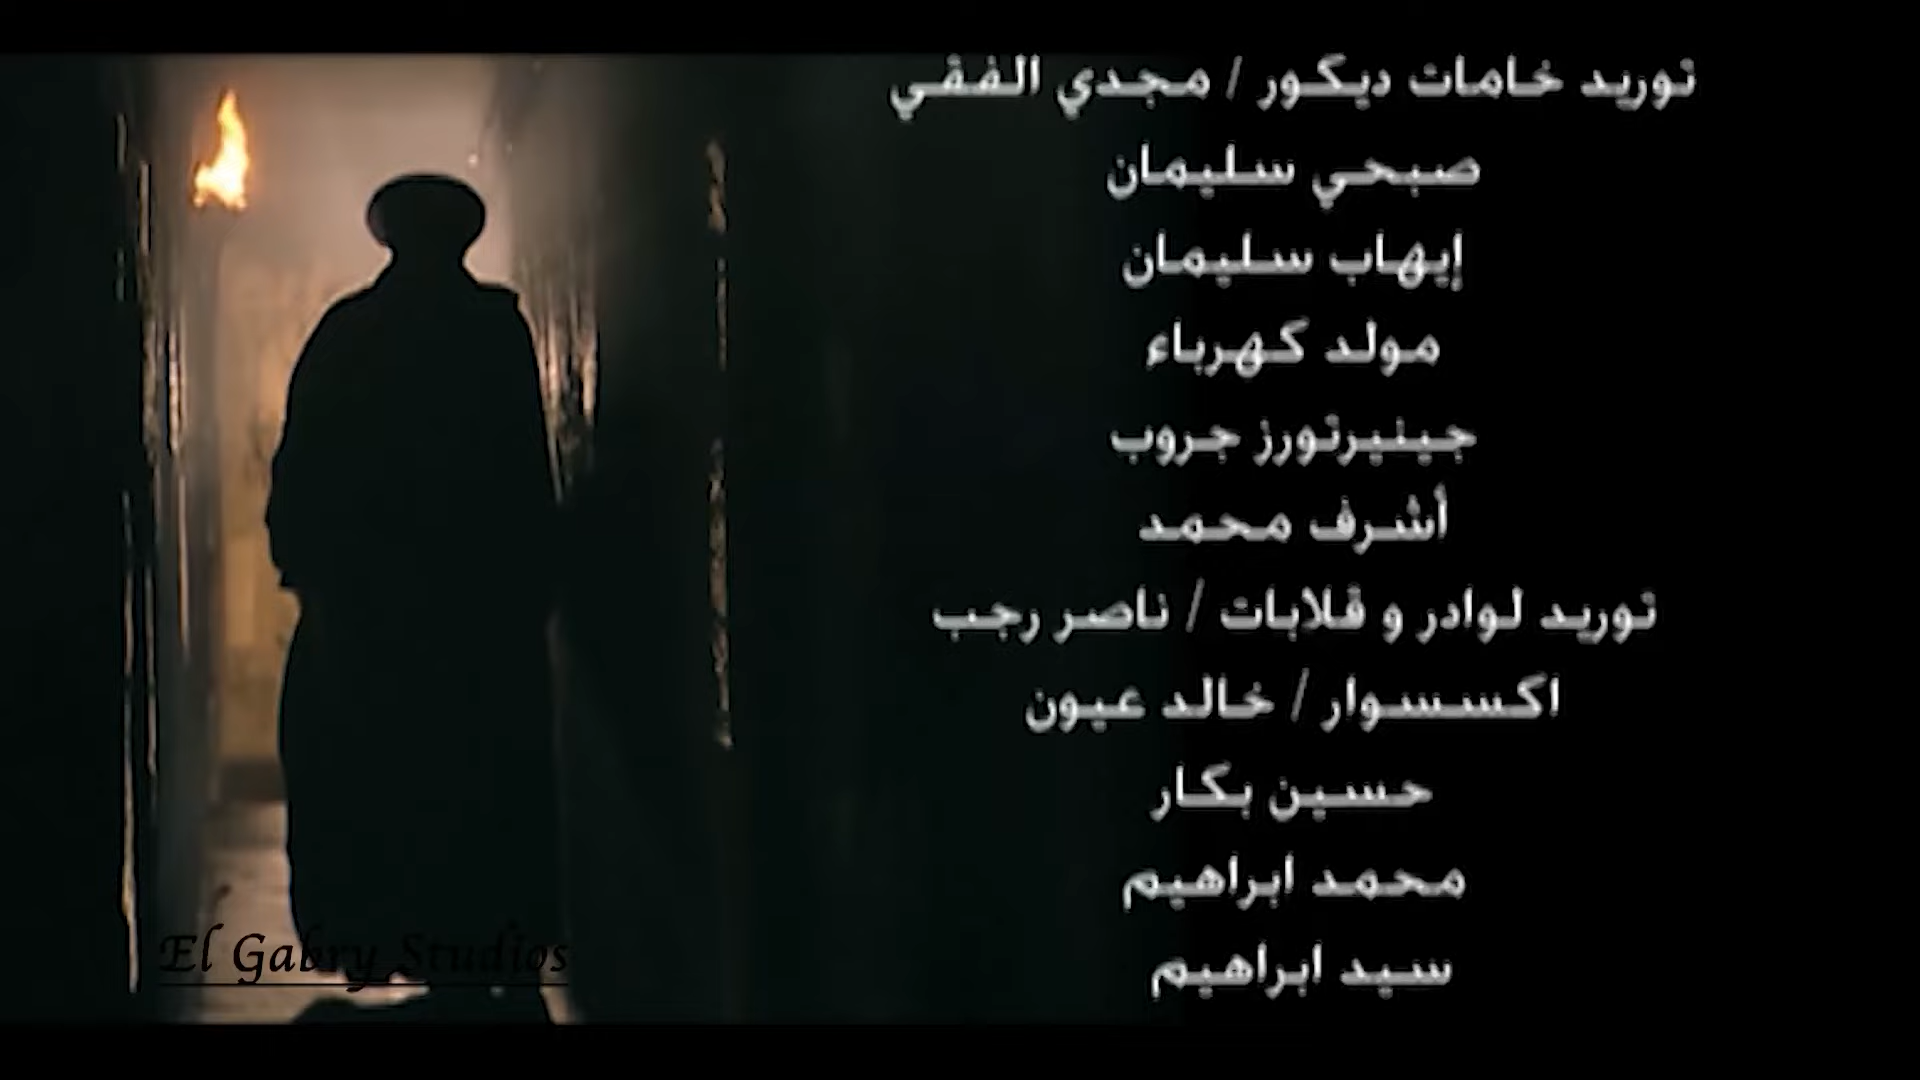 توريد خامات ديكور / مجدي الفقي
صبحي سليمان
إيهاب سليمان
مولد كهرباء
جينيرتورز جروب
أشرف محمد
توريد لوادر و قلابات / ناصر رجب
اكسسوار / خالد عيون
حسين بكار
محمد ابراهيم
سيد ابراهيم
El Gabry Studios